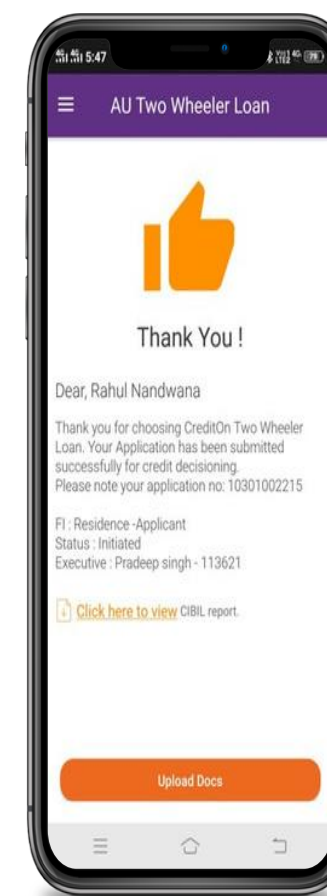 5:47
AU Two Wheeler Loan
Thank You !
Dear, Rahul Nandwana
Thank you for choosing CreditOn Two Wheeler
Loan. Your Application has been submitted
successfully for credit decisioning.
Please note your application no: 10301002215
FI : Residence -Applicant
Status : Initiated
Executive : Pradeep singh - 113621
Click here to view CIBIL report.
Upload Docs